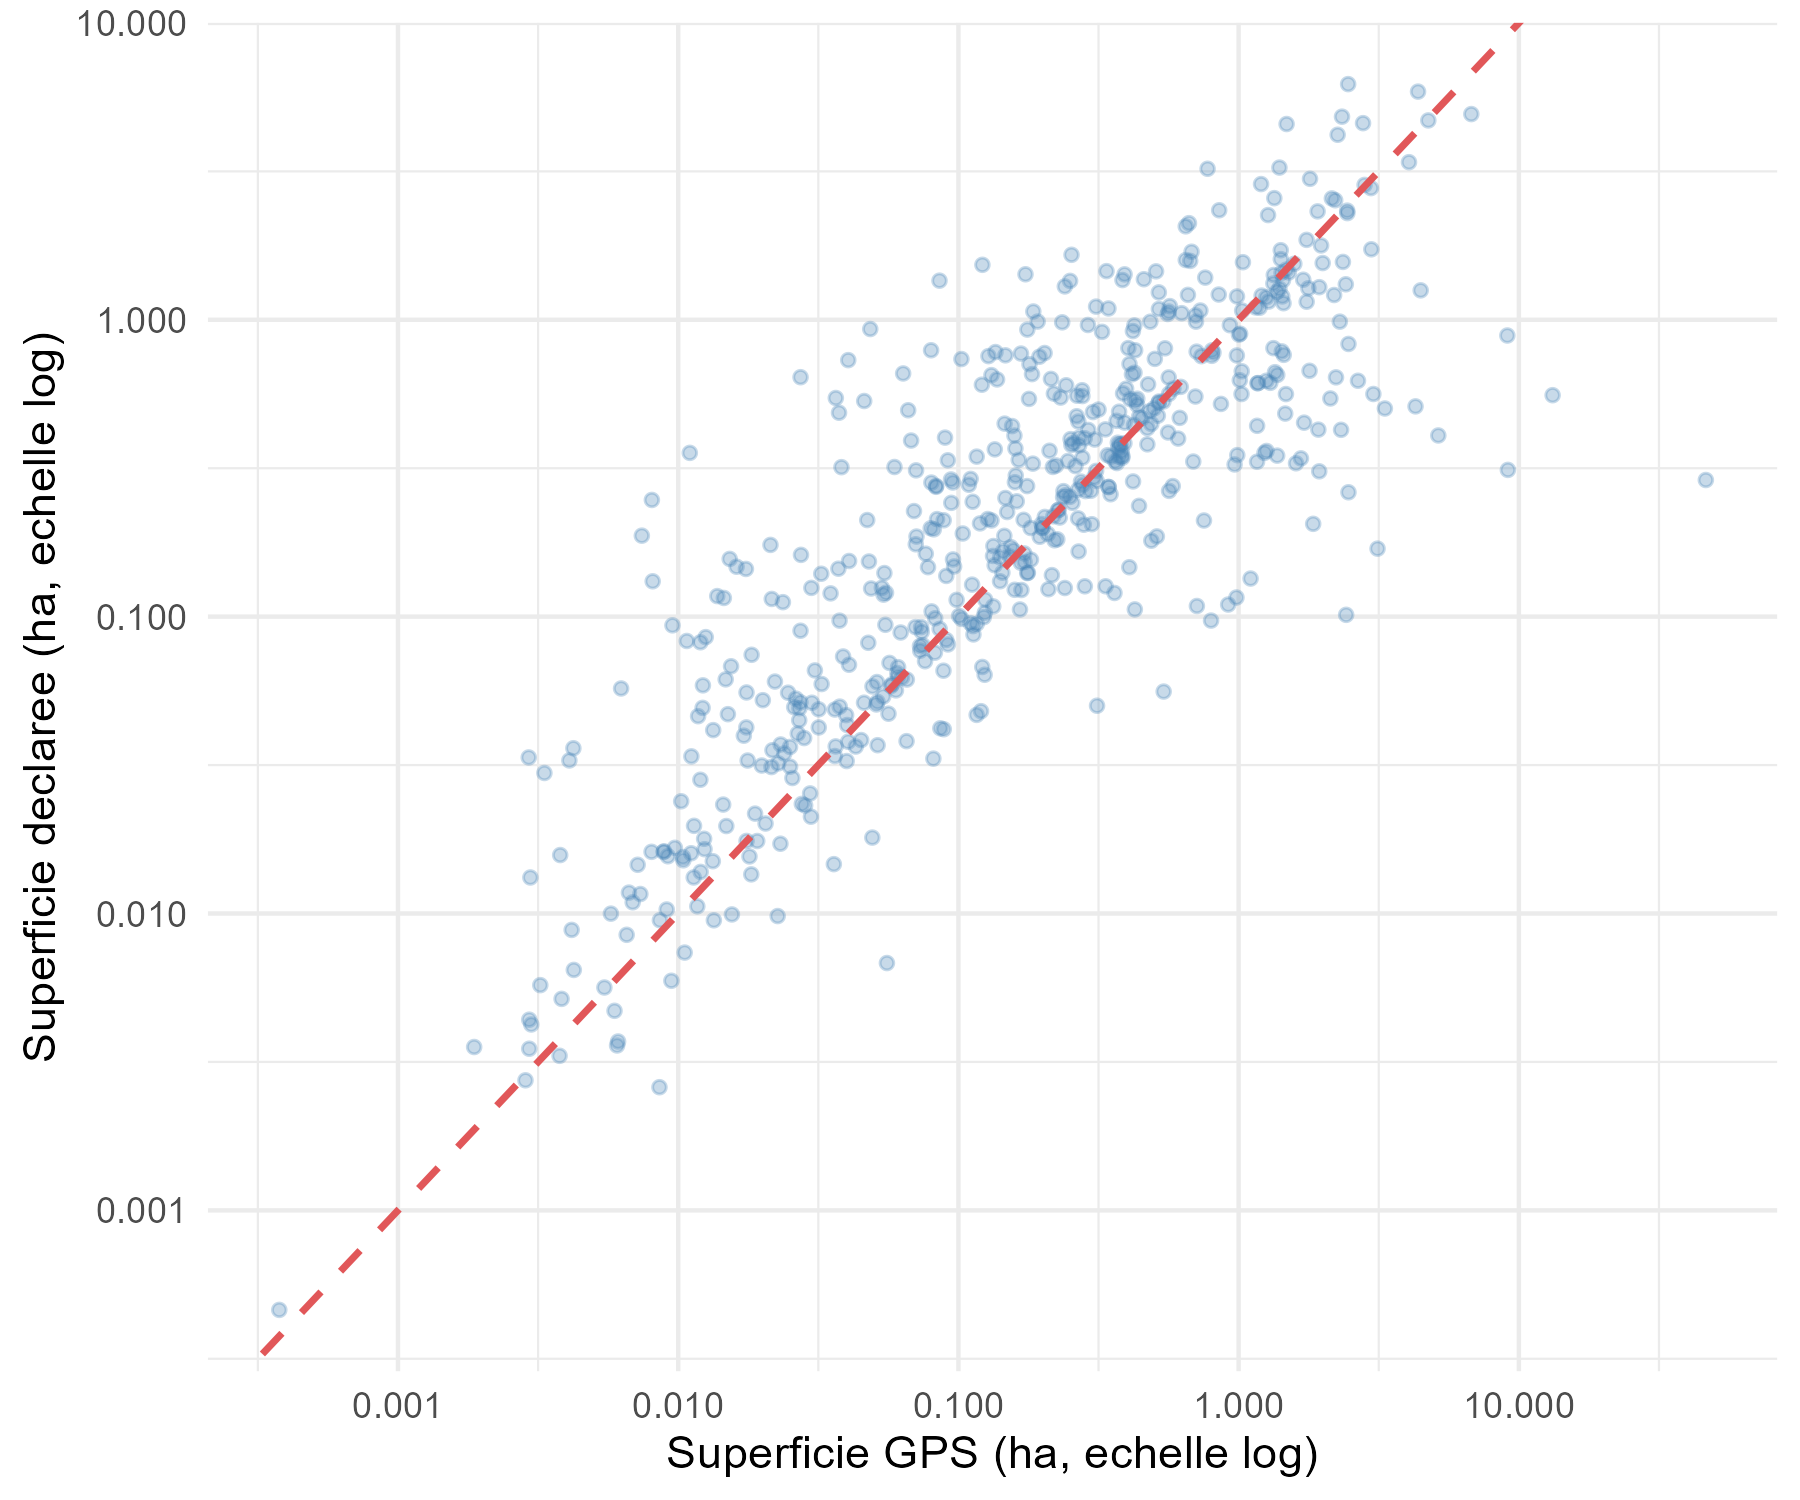 10.000
1.000
0.100
0.010
0.001
Superficie declaree (ha, echelle log)
0.001 0.010 0.100 1.000 10.000
Superficie GPS (ha, echelle log)